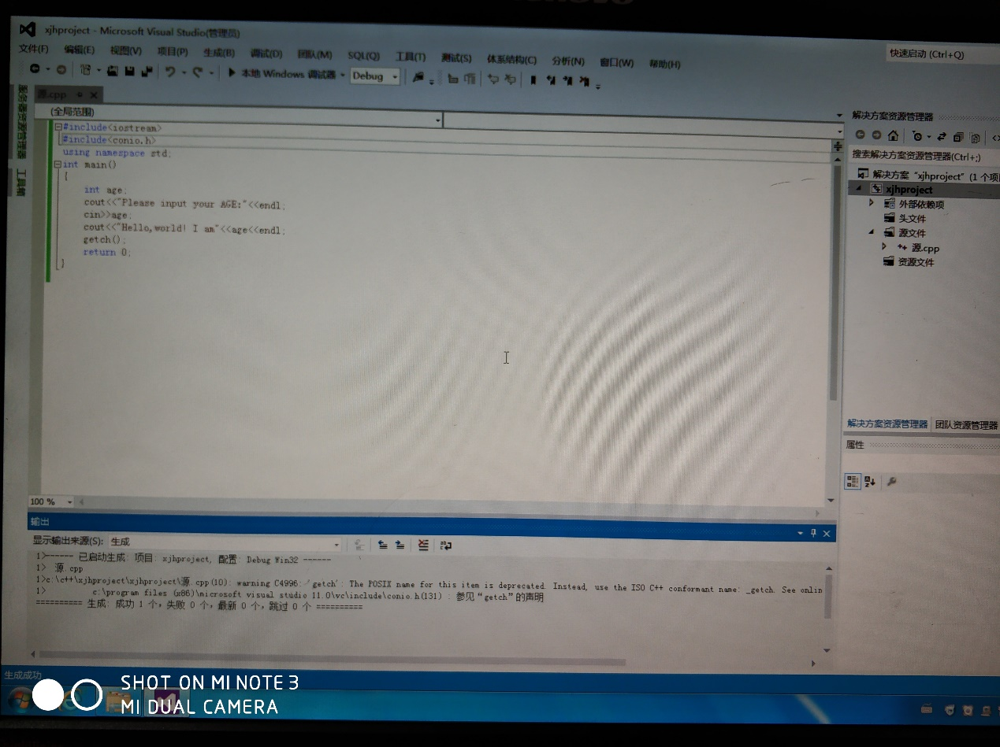 xjhproject - Microsoft Visual Studio(管理员)
快速启动 (Ctrl+Q)
文件(F) 编辑(E) 视图(V) 项目(P) 生成(B) 调试(D) 团队(M) SQL(Q) 工具(T) 测试(S) 体系结构(C) 分析(N) 窗口(W) 帮助(H)
本地 Windows 调试器 Debug
服务器资源管理器 工具箱
源.cpp
(全局范围)
#include<iostream>
#include<conio.h>
using namespace std;
int main()
{
int age;
cout<<"Please input your AGE:"<<endl;
cin>>age;
cout<<"Hello,world! I am"<<age<<endl;
getch();
return 0;
}
100 %
解决方案资源管理器
搜索解决方案资源管理器(Ctrl+;)
解决方案 "xjhproject" (1 个项
xjhproject
外部依赖项
头文件
源文件
源.cpp
资源文件
解决方案资源管理器 团队资源管理器
属性
输出
显示输出来源(S): 生成
1>------ 已启动生成: 项目: xjhproject, 配置: Debug Win32 ------
1> 源.cpp
1>c:\c++\xjhproject\xjhproject\源.cpp(10): warning C4996: 'getch': The POSIX name for this item is deprecated. Instead, use the ISO C++ conformant name: _getch. See onlin
1> c:\program files (x86)\microsoft visual studio 11.0\vc\include\conio.h(131) : 参见“getch”的声明
========== 生成: 成功 1 个，失败 0 个，最新 0 个，跳过 0 个 ==========
生成成功
SHOT ON MI NOTE 3
MI DUAL CAMERA